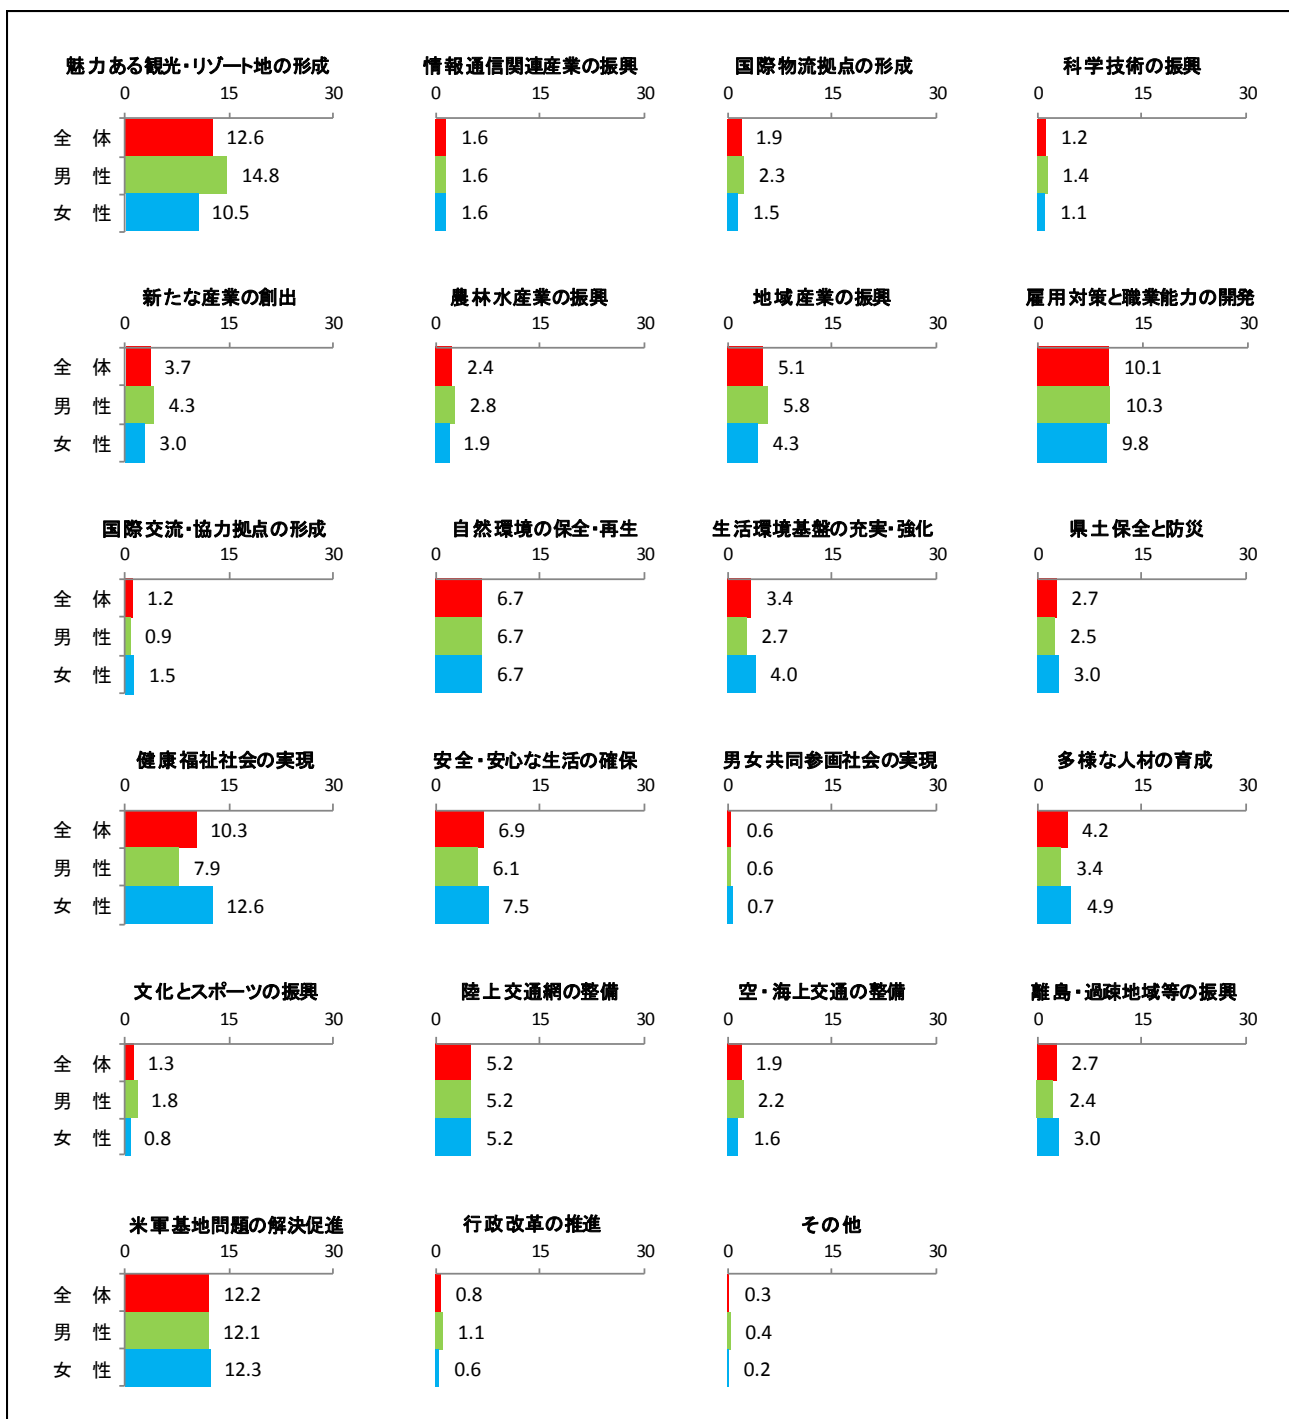 魅力ある観光・リゾート地の形成 情報通信関連産業の振興 国際物流拠点の形成 科学技術の振興
0 15 30 0 15 30 0 15 30 0 15 30
全 体 12.6 1.6 1.9 1.2
男 性 14.8 1.6 2.3 1.4
女 性 10.5 1.6 1.5 1.1
新たな産業の創出 農林水産業の振興 地域産業の振興 雇用対策と職業能力の開発
0 15 30 0 15 30 0 15 30 0 15 30
全 体 3.7 2.4 5.1 10.1
男 性 4.3 2.8 5.8 10.3
女 性 3.0 1.9 4.3 9.8
国際交流・協力拠点の形成 自然環境の保全・再生 生活環境基盤の充実・強化 県土保全と防災
0 15 30 0 15 30 0 15 30 0 15 30
全 体 1.2 6.7 3.4 2.7
男 性 0.9 6.7 2.7 2.5
女 性 1.5 6.7 4.0 3.0
健康福祉社会の実現 安全・安心な生活の確保 男女共同参画社会の実現 多様な人材の育成
0 15 30 0 15 30 0 15 30 0 15 30
全 体 10.3 6.9 0.6 4.2
男 性 7.9 6.1 0.6 3.4
女 性 12.6 7.5 0.7 4.9
文化とスポーツの振興 陸上交通網の整備 空・海上交通の整備 離島・過疎地域等の振興
0 15 30 0 15 30 0 15 30 0 15 30
全 体 1.3 5.2 1.9 2.7
男 性 1.8 5.2 2.2 2.4
女 性 0.8 5.2 1.6 3.0
米軍基地問題の解決促進 行政改革の推進 その他
0 15 30 0 15 30 0 15 30
全 体 12.2 0.8 0.3
男 性 12.1 1.1 0.4
女 性 12.3 0.6 0.2